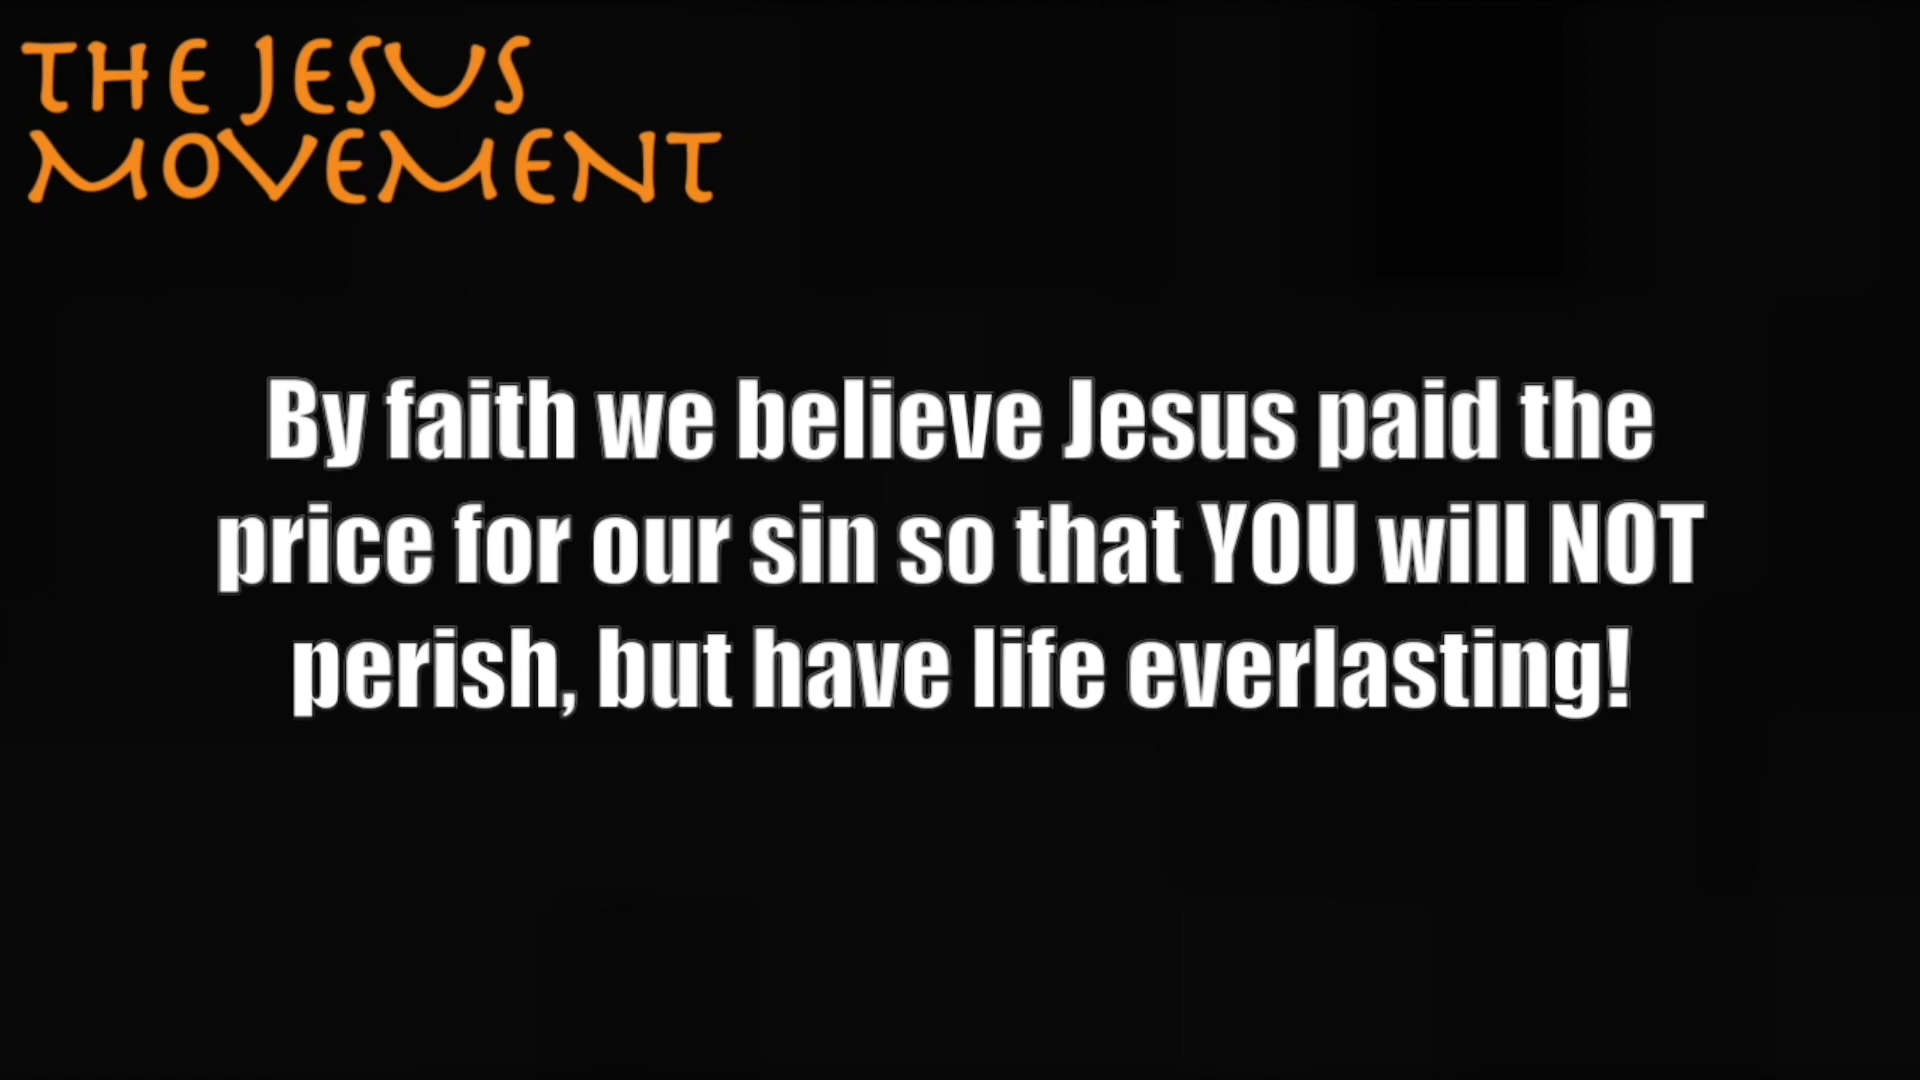 THE JESUS
MOVEMENT
By faith we believe Jesus paid the
price for our sin so that YOU will NOT
perish, but have life everlasting!